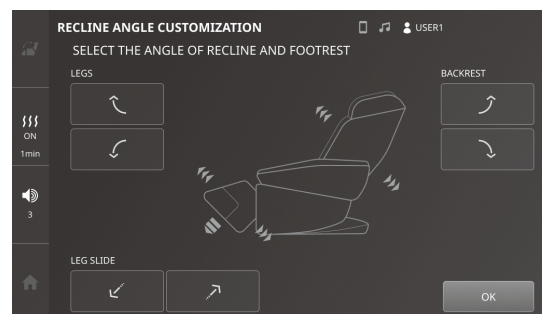 RECLINE ANGLE CUSTOMIZATION
USER1
SELECT THE ANGLE OF RECLINE AND FOOTREST
LEGS
BACKREST
ON
1min
3
LEG SLIDE
OK